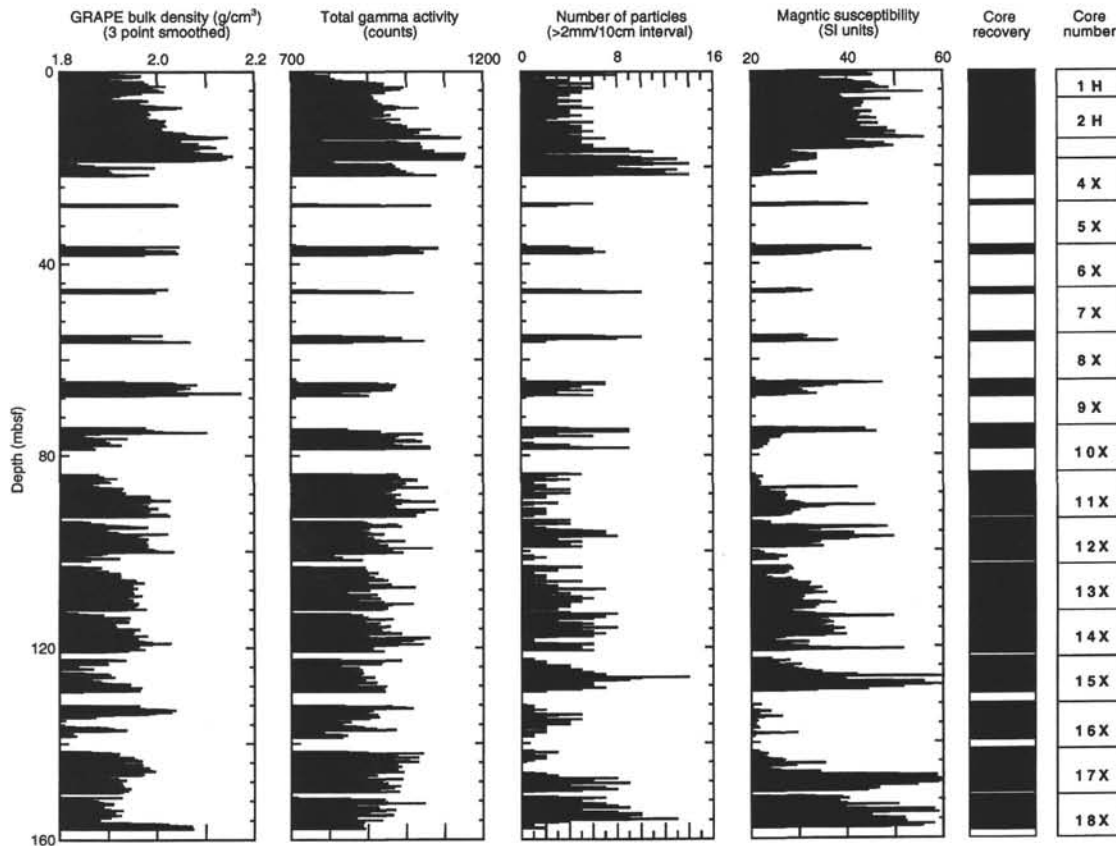 GRAPE bulk density (g/cm³)
(3 point smoothed)
Total gamma activity
(counts)
Number of particles
(>2mm/10cm interval)
Magntic susceptibility
(SI units)
Core
recovery
Core
number
1.8 2.0 2.2
700 1200
0 8 16
20 40 60
0
40
80
120
160
Depth (mbsf)
1 H
2 H
4 X
5 X
6 X
7 X
8 X
9 X
10 X
11 X
12 X
13 X
14 X
15 X
16 X
17 X
18 X